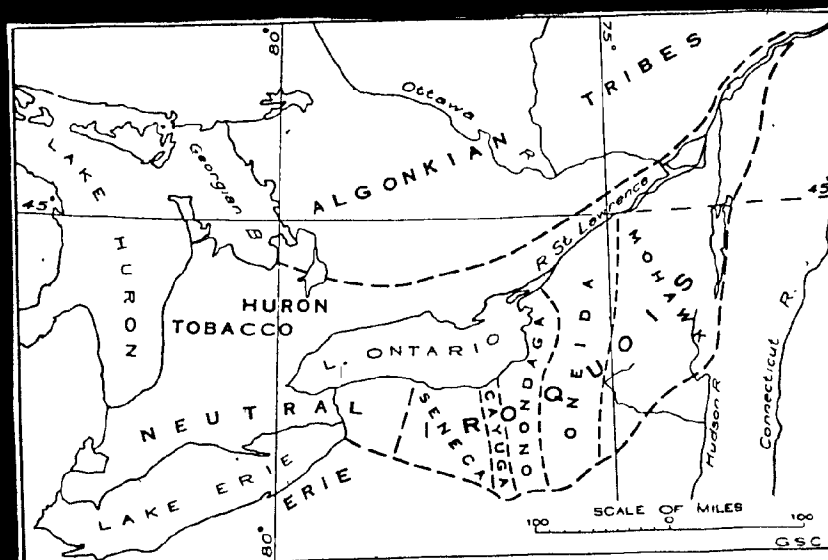 80°
75°
TRIBES
Ottawa R
LAKE HURON
Georgian B
ALGONKIAN
45°
45°
R St Lawrence
MOHAWK
HURON
TOBACCO
IROQUOIS
ONEIDA
L. ONTARIO
ONONDAGA
CAYUGA
SENECA
NEUTRAL
Hudson R
Connecticut R.
LAKE ERIE
ERIE
80°
SCALE OF MILES
100 0 100
G.S.C.